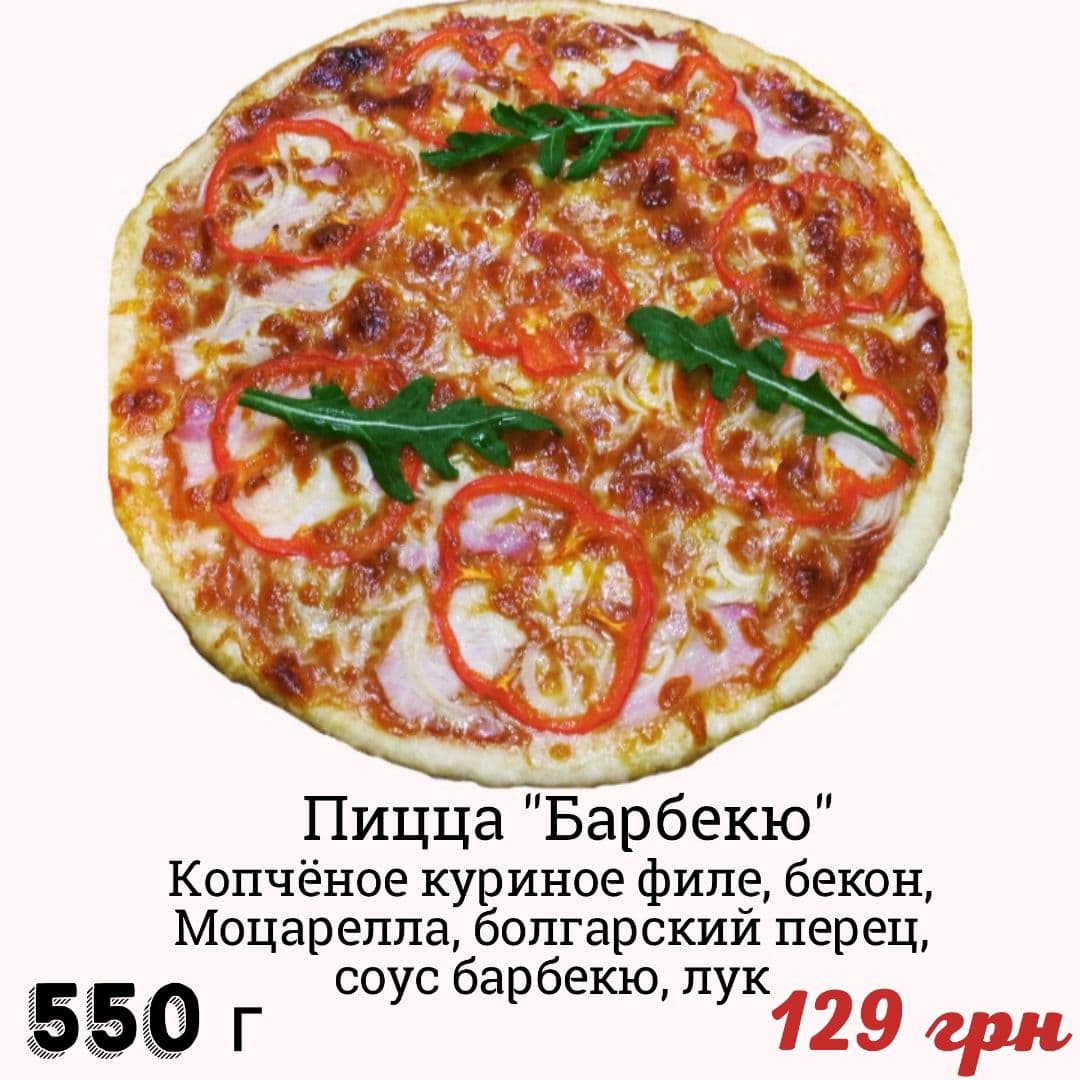 Пицца "Барбекю"
Копчёное куриное филе, бекон,
Моцарелла, болгарский перец,
соус барбекю, лук
550 г
129 грн